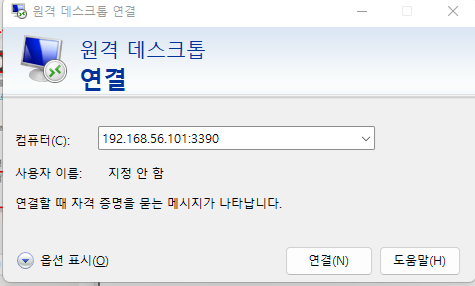 원격 데스크톱 연결
원격 데스크톱
연결
컴퓨터(C):
192.168.56.101:3390
사용자 이름:
지정 안 함
연결할 때 자격 증명을 묻는 메시지가 나타납니다.
옵션 표시(O)
연결(N)
도움말(H)